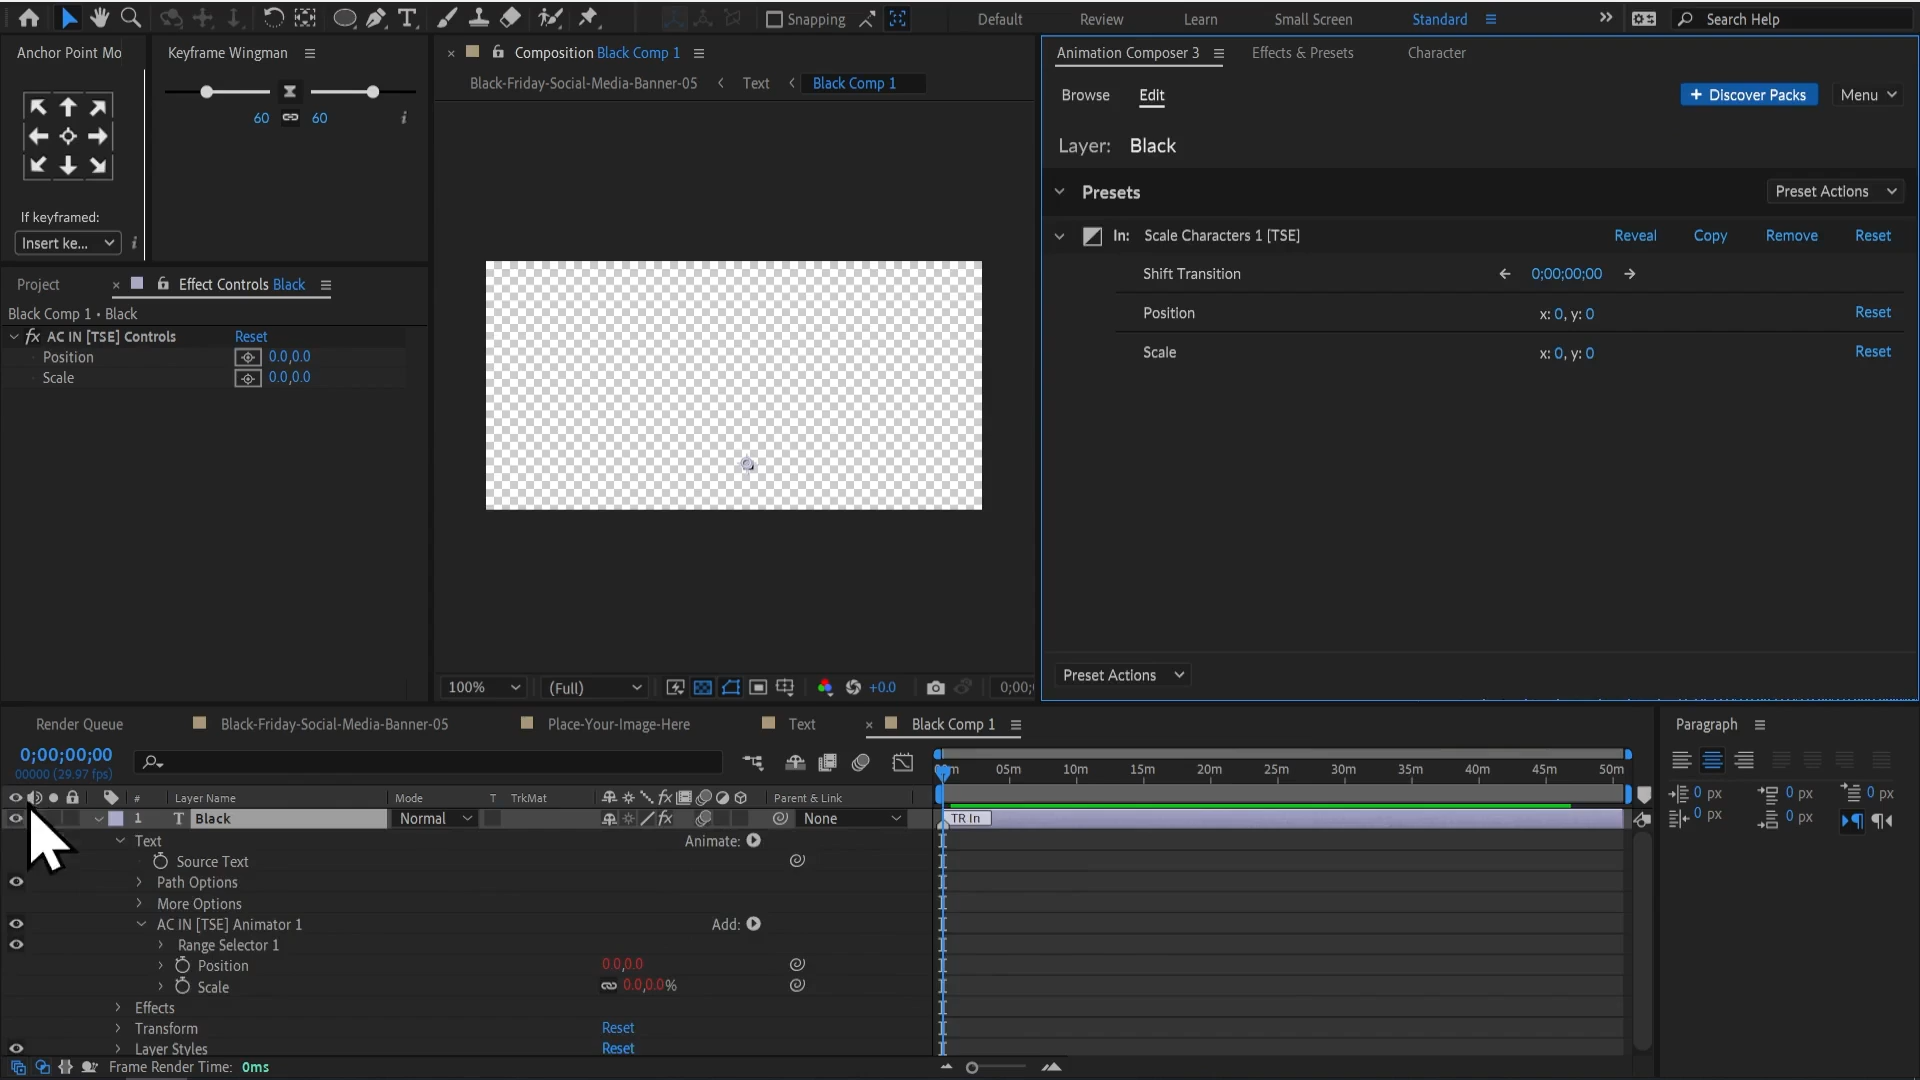 Snapping
Default
Review
Learn
Small Screen
Standard
Search Help
Anchor Point Mo
Keyframe Wingman
Composition Black Comp 1
Animation Composer 3
Effects & Presets
Character
Black-Friday-Social-Media-Banner-05
Text
Black Comp 1
Browse
Edit
+ Discover Packs
Menu
60
60
Layer: Black
Presets
Preset Actions
If keyframed:
Insert ke...
In: Scale Characters 1 [TSE]
Reveal
Copy
Remove
Reset
Shift Transition
0;00;00;00
Project
Effect Controls Black
Position
x: 0, y: 0
Reset
Black Comp 1 • Black
fx AC IN [TSE] Controls
Reset
Scale
x: 0, y: 0
Reset
Position
0.0,0.0
Scale
0.0,0.0
Preset Actions
100%
(Full)
+0.0
0;00;
Render Queue
Black-Friday-Social-Media-Banner-05
Place-Your-Image-Here
Text
Black Comp 1
Paragraph
0;00;00;00
00000 (29.97 fps)
05m
10m
15m
20m
25m
30m
35m
40m
45m
50m
# Layer Name
Mode
T TrkMat
fx
Parent & Link
0 px
0 px
0 px
0 px
0 px
1 T Black
Normal
fx
None
TR In
Text
Animate:
Source Text
Path Options
More Options
AC IN [TSE] Animator 1
Add:
Range Selector 1
Position
0.0,0.0
Scale
0.0,0.0%
Effects
Transform
Reset
Layer Styles
Reset
Frame Render Time: 0ms